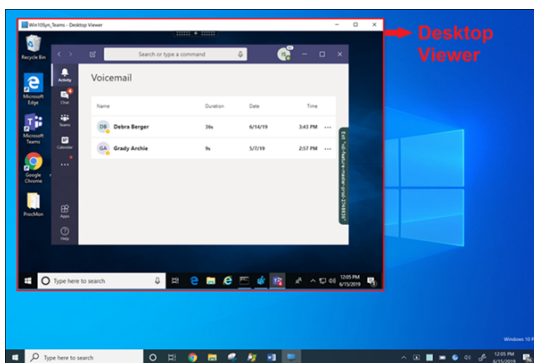 Win10Syn_Teams - Desktop Viewer
Desktop
Viewer
Recycle Bin
Search or type a command
Activity
Voicemail
Microsoft
Edge
Chat
Name Duration Date Time
Teams
DB Debra Berger 36s 6/14/19 3:43 PM
Microsoft
Teams
Calendar
GA Grady Archie 9s 5/7/19 2:57 PM
Google
Chrome
ProcMon
Apps
Help
Type here to search
12:05 PM
6/15/2019
Type here to search
12:05 PM
6/15/2019